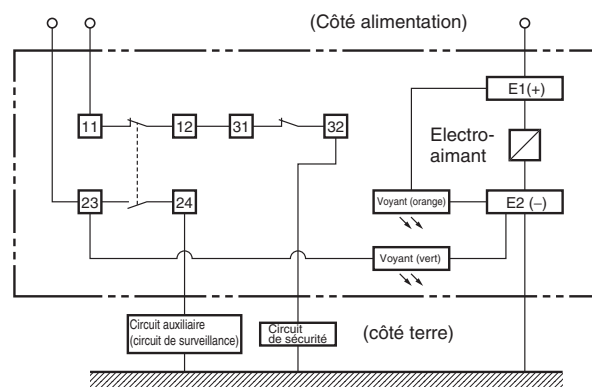 (Côté alimentation)
E1(+)
11
12
31
32
Electro-
aimant
23
24
Voyant (orange)
E2 (–)
Voyant (vert)
Circuit auxiliaire
(circuit de surveillance)
Circuit
de sécurité
(côté terre)